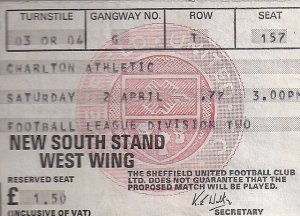 TURNSTILE GANGWAY NO. ROW SEAT
03 OR 04 G T 157
CHARLTON ATHLETIC
SATURDAY 2 APRIL .77 3.00PM
FOOTBALL LEAGUE DIVISION TWO
NEW SOUTH STAND
WEST WING
RESERVED SEAT
£ 1.50
(INCLUSIVE OF VAT)
THE SHEFFIELD UNITED FOOTBALL CLUB
LTD. DOES NOT GUARANTEE THAT THE
PROPOSED MATCH WILL BE PLAYED.
SECRETARY